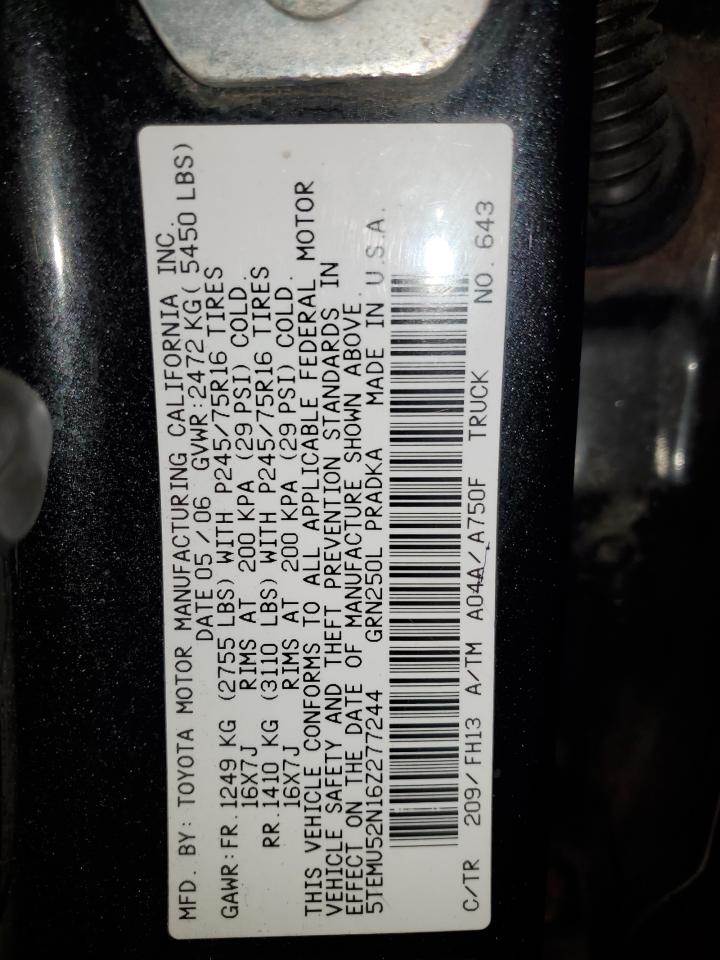 MFD. BY: TOYOTA MOTOR MANUFACTURING CALIFORNIA INC.
DATE 05/06 GVWR:2472 KG( 5450 LBS)
GAWR:FR.1249 KG (2755 LBS) WITH P245/75R16 TIRES
16X7J RIMS AT 200 KPA (29 PSI) COLD.
RR.1410 KG (3110 LBS) WITH P245/75R16 TIRES
16X7J RIMS AT 200 KPA (29 PSI) COLD.
THIS VEHICLE CONFORMS TO ALL APPLICABLE FEDERAL MOTOR
VEHICLE SAFETY AND THEFT PREVENTION STANDARDS IN
EFFECT ON THE DATE OF MANUFACTURE SHOWN ABOVE.
5TEMU52N16Z277244 GRN250L PRADKA MADE IN U.S.A.
C/TR 209/FH13 A/TM A04A/A750F TRUCK NO. 643